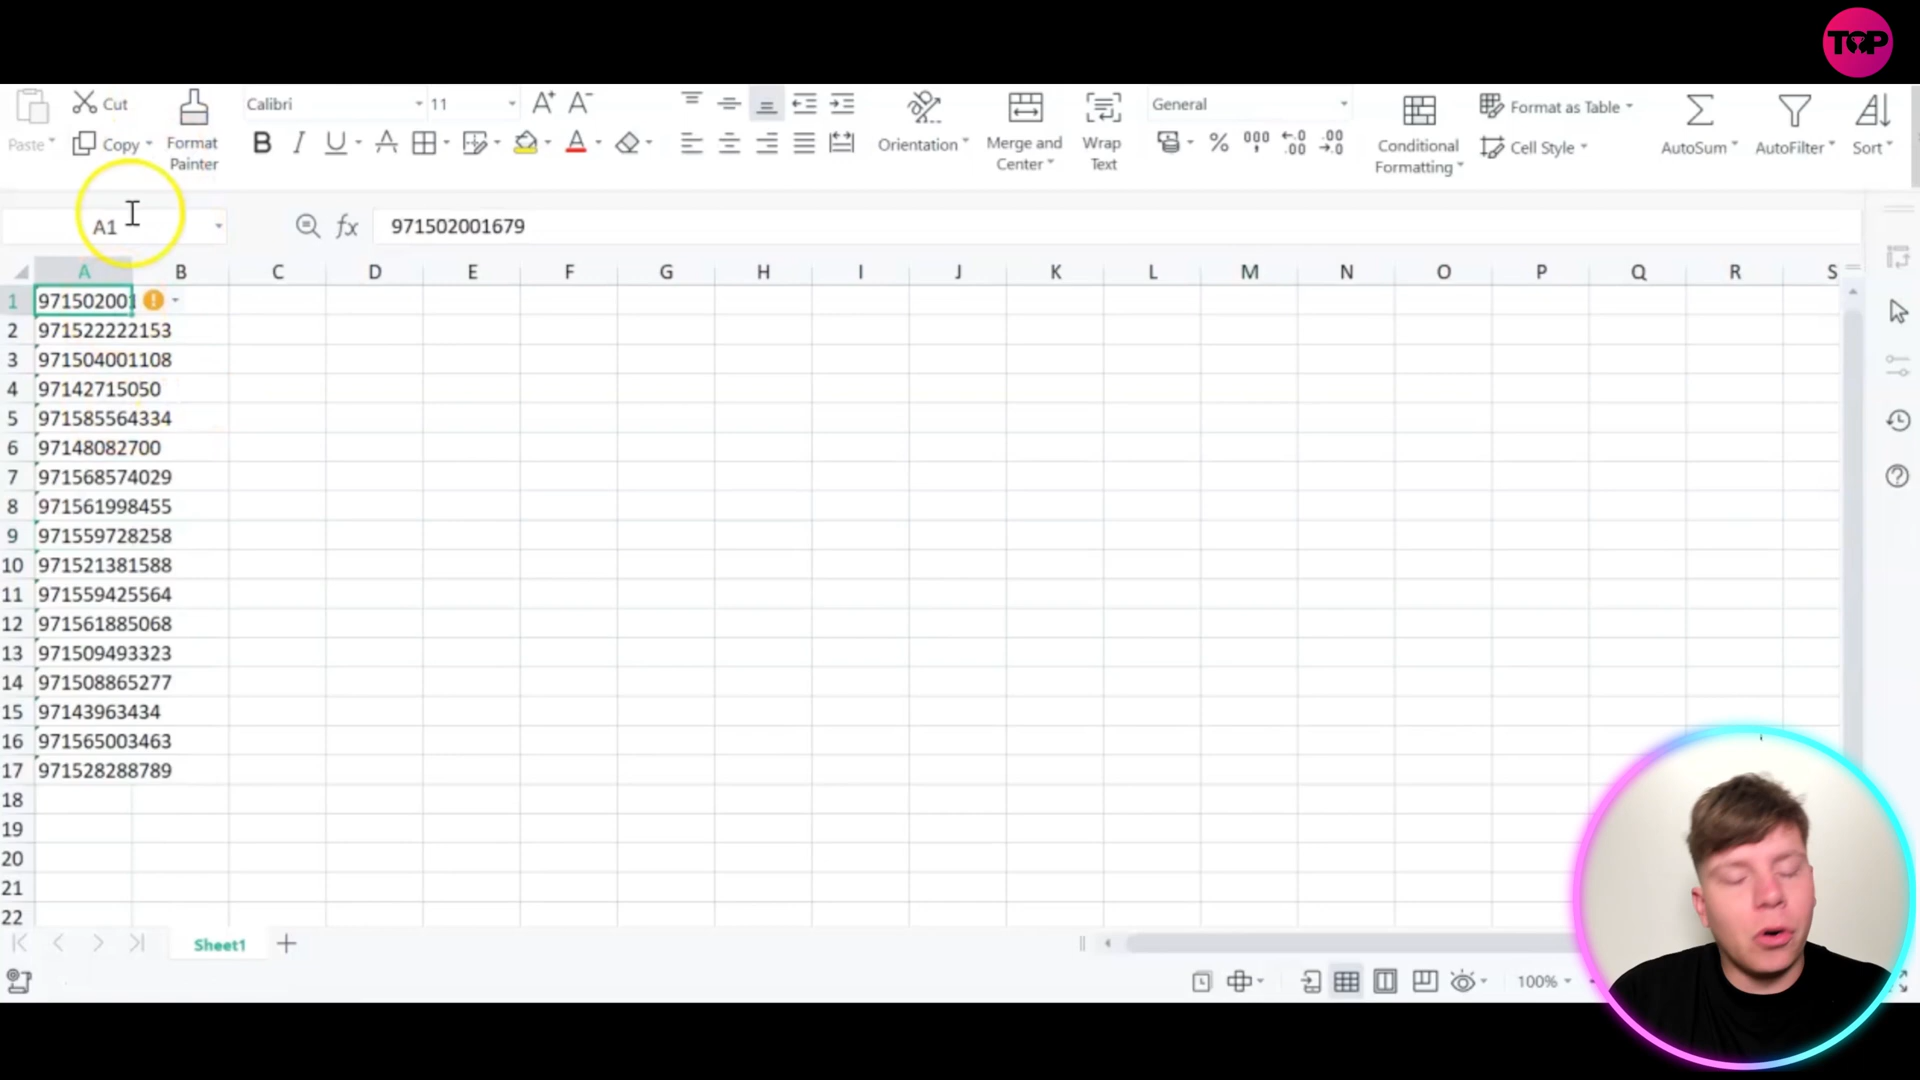 TOP
Cut
Calibri
11
General
Format as Table
Paste
Copy
Format
Painter
Orientation
Merge and
Center
Wrap
Text
Conditional
Formatting
Cell Style
AutoSum
AutoFilter
Sort
A1
fx
971502001679
A B C D E F G H I J K L M N O P Q R S
1 971502001
2 971522222153
3 971504001108
4 97142715050
5 971585564334
6 97148082700
7 971568574029
8 971561998455
9 971559728258
10 971521381588
11 971559425564
12 971561885068
13 971509493323
14 971508865277
15 97143963434
16 971565003463
17 971528288789
18
19
20
21
22
Sheet1
100%